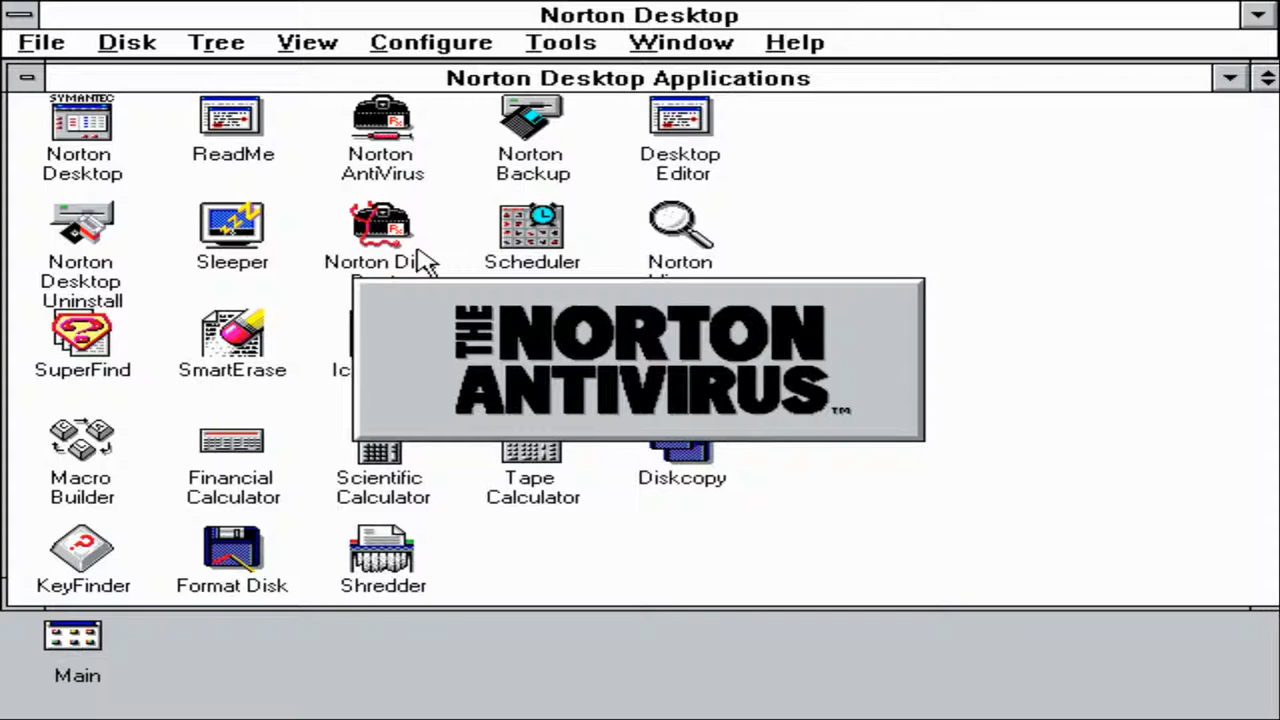 Norton Desktop
File Disk Tree View Configure Tools Window Help
Norton Desktop Applications
SYMANTEC
Norton Desktop
ReadMe
Norton AntiVirus
Norton Backup
Desktop Editor
Norton Desktop Uninstall
Sleeper
Norton
Scheduler
Norton
THE NORTON
ANTIVIRUS™
SuperFind
SmartErase
Macro Builder
Financial Calculator
Scientific Calculator
Tape Calculator
Diskcopy
KeyFinder
Format Disk
Shredder
Main